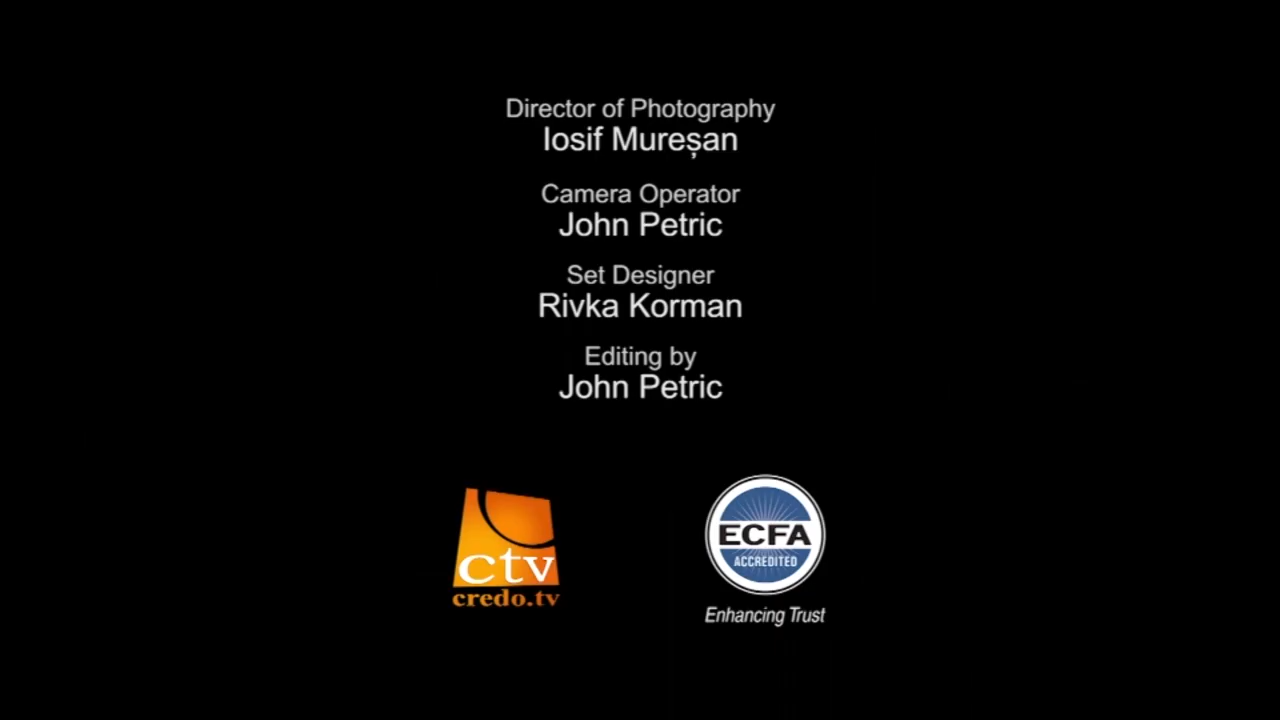 Director of Photography
Iosif Mureșan
Camera Operator
John Petric
Set Designer
Rivka Korman
Editing by
John Petric
ctv
credo.tv
ECFA
ACCREDITED
Enhancing Trust